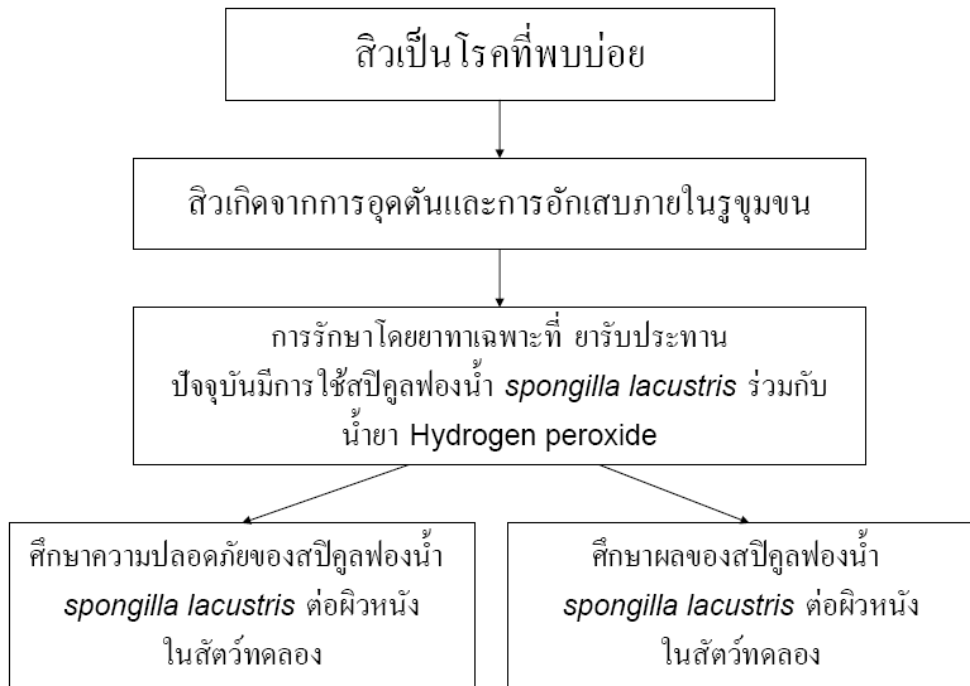 สิวเป็นโรคที่พบบ่อย
สิวเกิดจากการอุดตันและการอักเสบภายในรูขุมขน
การรักษาโดยยาทาเฉพาะที่ ยารับประทาน
ปัจจุบันมีการใช้สปิคูลฟองน้ำ spongilla lacustris ร่วมกับ
น้ำยา Hydrogen peroxide
ศึกษาความปลอดภัยของสปิคูลฟองน้ำ
spongilla lacustris ต่อผิวหนัง
ในสัตว์ทดลอง
ศึกษาผลของสปิคูลฟองน้ำ
spongilla lacustris ต่อผิวหนัง
ในสัตว์ทดลอง